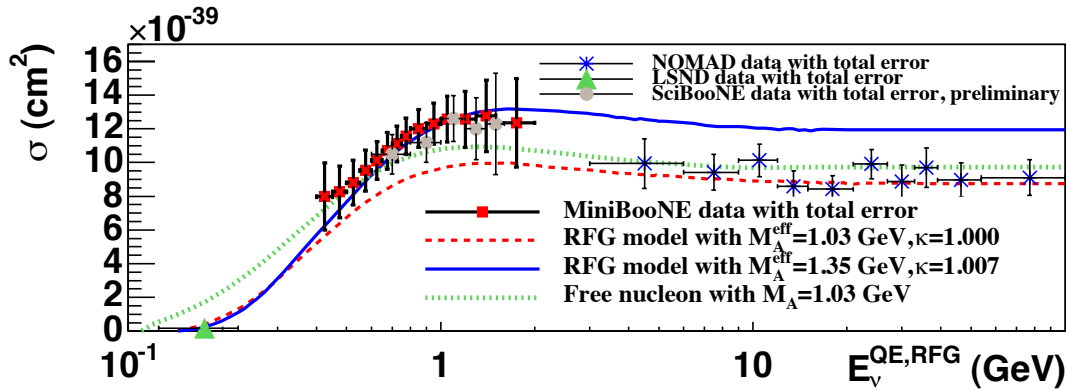 ×10⁻³⁹
σ (cm²)
16
14
12
10
8
6
4
2
0
NOMAD data with total error
LSND data with total error
SciBooNE data with total error, preliminary
MiniBooNE data with total error
RFG model with M_A^eff=1.03 GeV,κ=1.000
RFG model with M_A^eff=1.35 GeV,κ=1.007
Free nucleon with M_A=1.03 GeV
10⁻¹ 1 10
E_ν^QE,RFG (GeV)